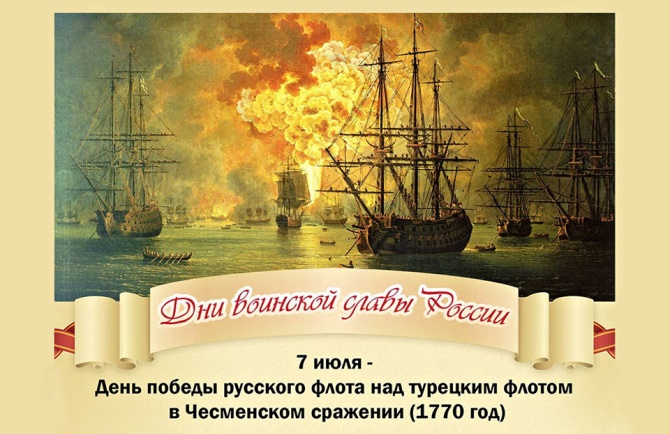 Дни воинской славы России
7 июля -
День победы русского флота над турецким флотом
в Чесменском сражении (1770 год)